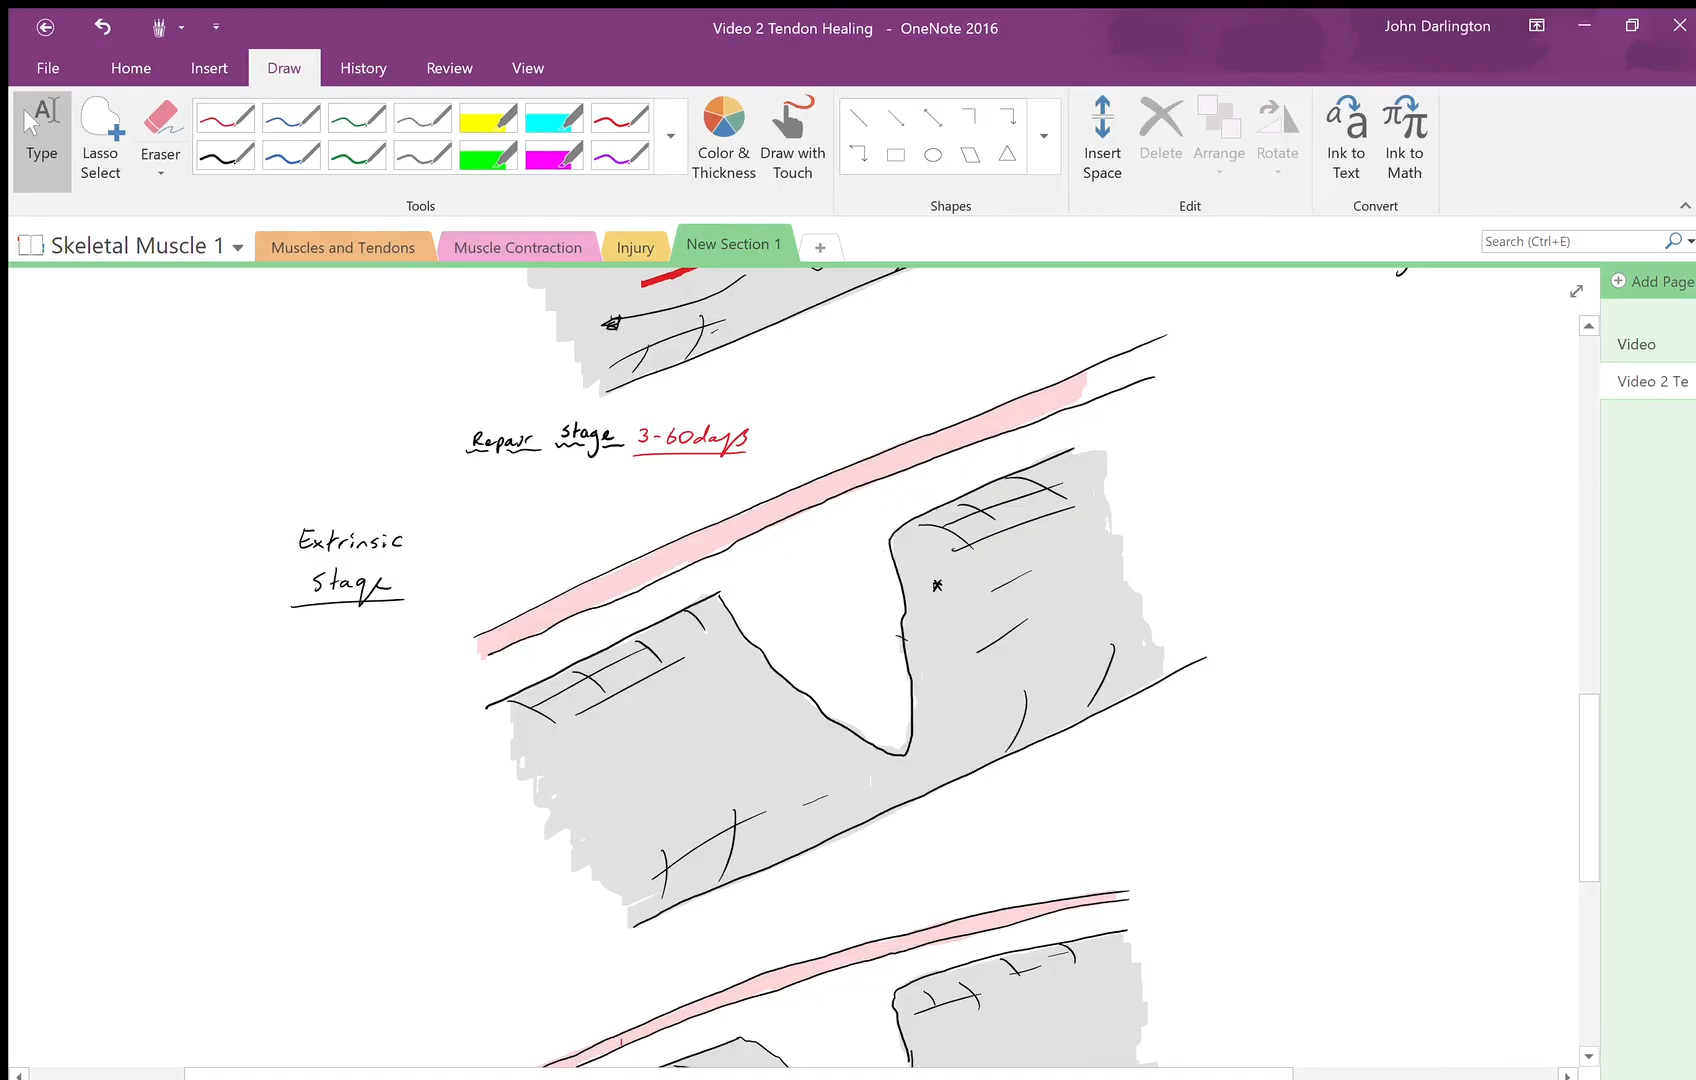 Video 2 Tendon Healing - OneNote 2016
John Darlington
File Home Insert Draw History Review View
Type
Lasso Select
Eraser
Color & Thickness
Draw with Touch
Insert Space
Delete
Arrange
Rotate
Ink to Text
Ink to Math
Tools
Shapes
Edit
Convert
Skeletal Muscle 1
Muscles and Tendons
Muscle Contraction
Injury
New Section 1
Search (Ctrl+E)
Add Page
Video
Video 2 Te
Repair stage 3-60days
Extrinsic
stage